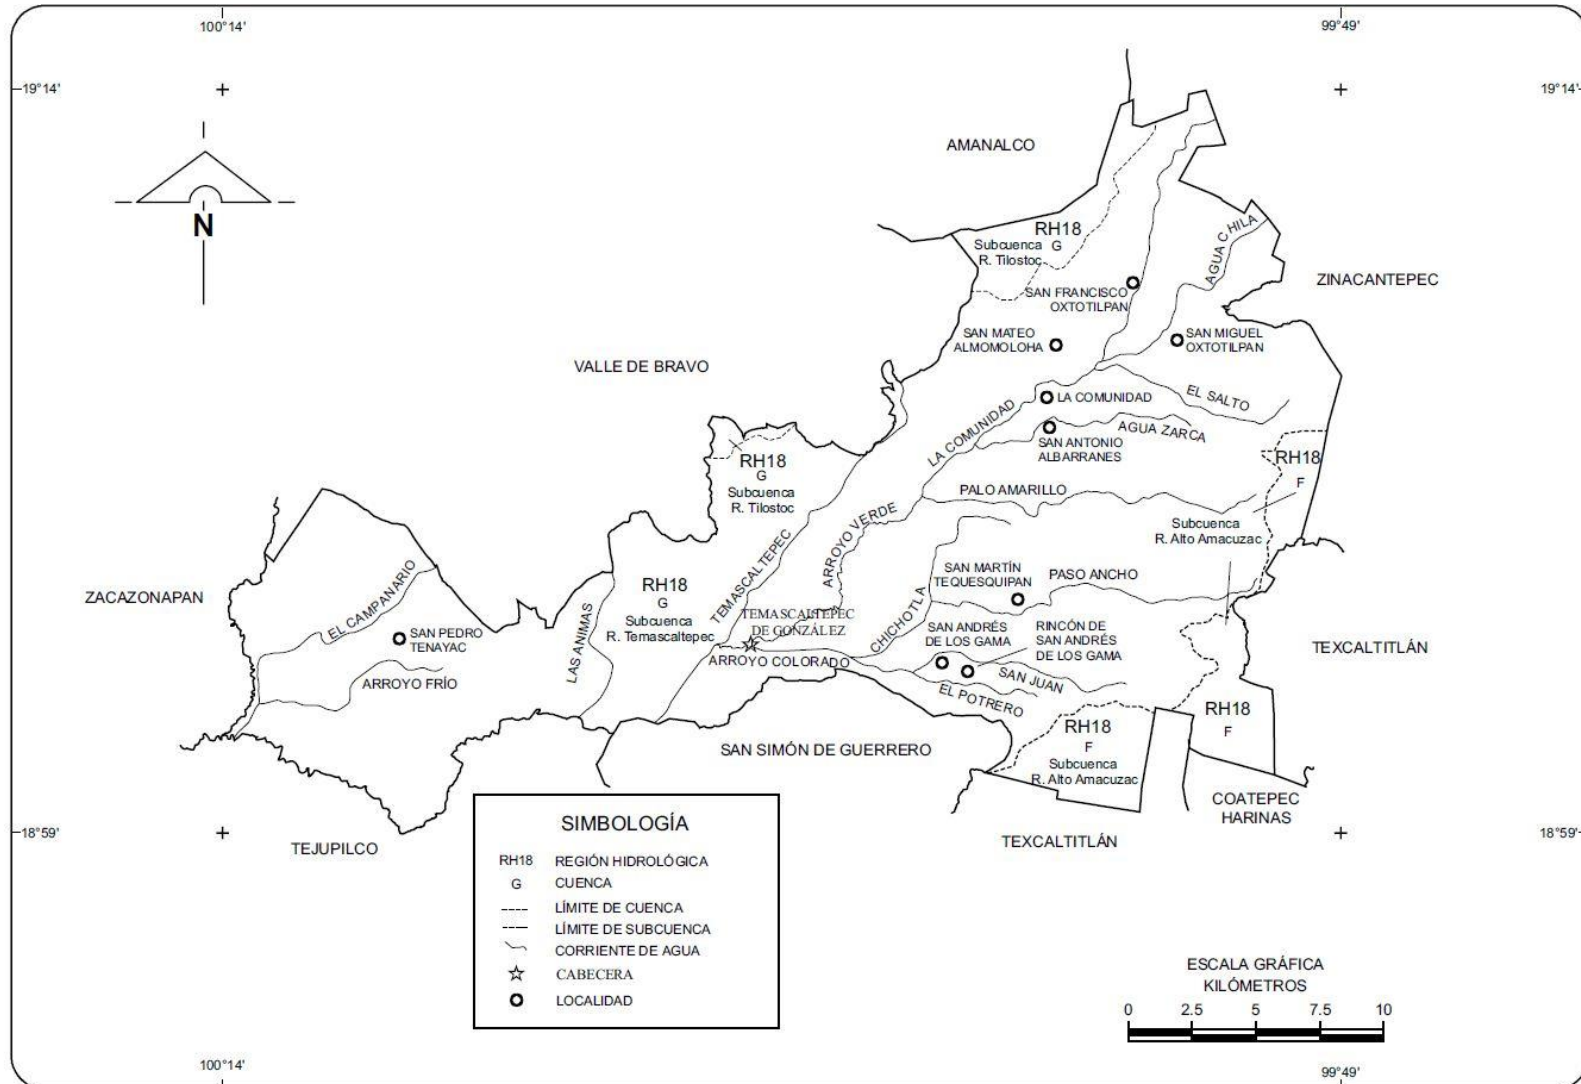 100°14'
99°49'
19°14'
19°14'
AMANALCO
N
RH18
Subcuenca G
R. Tilostoc
AGUA CHILA
ZINACANTEPEC
SAN FRANCISCO
OXTOTILPAN
SAN MATEO
ALMOMOLOHA
SAN MIGUEL
OXTOTILPAN
VALLE DE BRAVO
EL SALTO
LA COMUNIDAD
LA COMUNIDAD
AGUA ZARCA
SAN ANTONIO
ALBARRANES
RH18
G
Subcuenca
R. Tilostoc
RH18
F
PALO AMARILLO
Subcuenca
R. Alto Amacuzac
ARROYO VERDE
TEMASCALTEPEC
SAN MARTÍN
TEQUESQUIPAN
PASO ANCHO
ZACAZONAPAN
EL CAMPANARIO
RH18
G
Subcuenca
R. Temascaltepec
LAS ANIMAS
CHICHOTLA
TEMASCALTEPEC
DE GONZÁLEZ
SAN PEDRO
TENAYAC
SAN ANDRÉS
DE LOS GAMA
RINCÓN DE
SAN ANDRÉS
DE LOS GAMA
TEXCALTITLÁN
ARROYO COLORADO
ARROYO FRÍO
SAN JUAN
EL POTRERO
RH18
F
RH18
F
Subcuenca
R. Alto Amacuzac
SAN SIMÓN DE GUERRERO
COATEPEC
HARINAS
TEXCALTITLÁN
18°59'
18°59'
TEJUPILCO
SIMBOLOGÍA
RH18 REGIÓN HIDROLÓGICA
G CUENCA
LÍMITE DE CUENCA
LÍMITE DE SUBCUENCA
CORRIENTE DE AGUA
CABECERA
LOCALIDAD
ESCALA GRÁFICA
KILÓMETROS
0 2.5 5 7.5 10
100°14'
99°49'